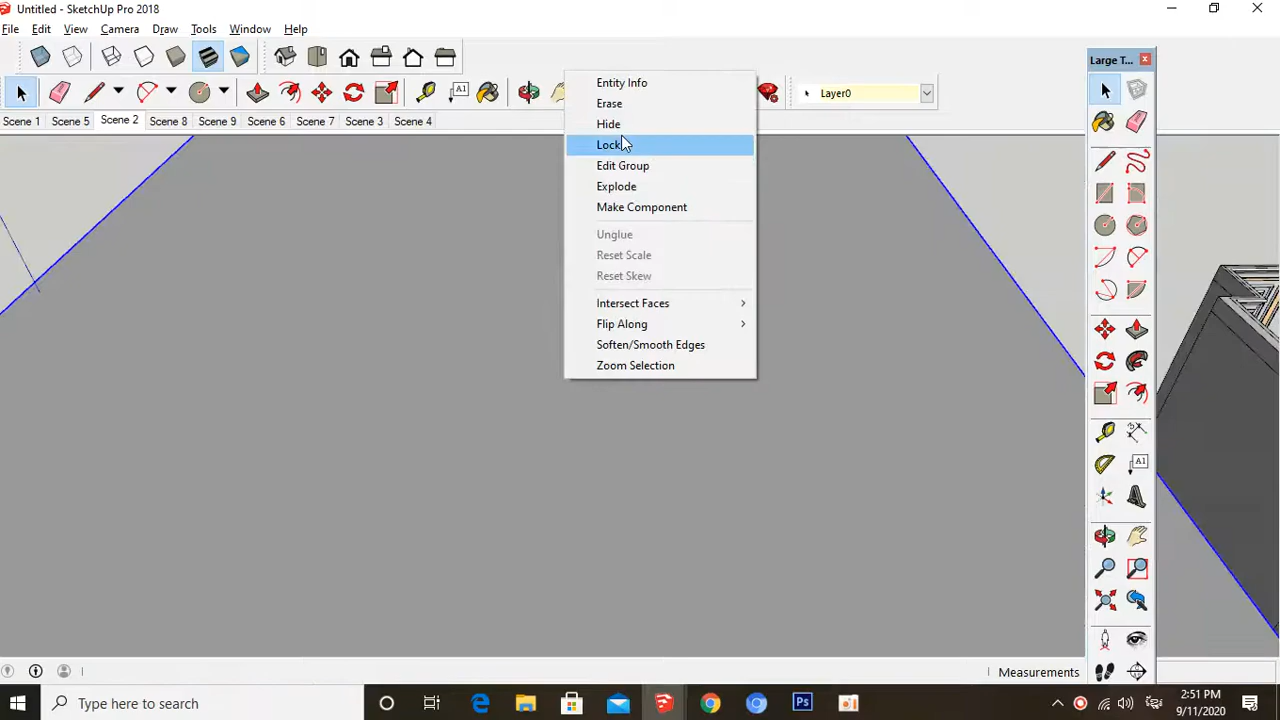 Untitled - SketchUp Pro 2018
File Edit Camera Draw Tools Window Help
Large T...
A1
Layer0
Scene 1 Scene 5 Scene 2 Scene 8 Scene 9 Scene 6 Scene 7 Scene 3 Scene 4
Entity Info
Erase
Hide
Lock
Edit Group
Explode
Make Component
Unglue
Reset Scale
Reset Skew
Intersect Faces
Flip Along
Soften/Smooth Edges
Zoom Selection
A1
Measurements
Type here to search
Ps
2:51 PM
9/11/2020